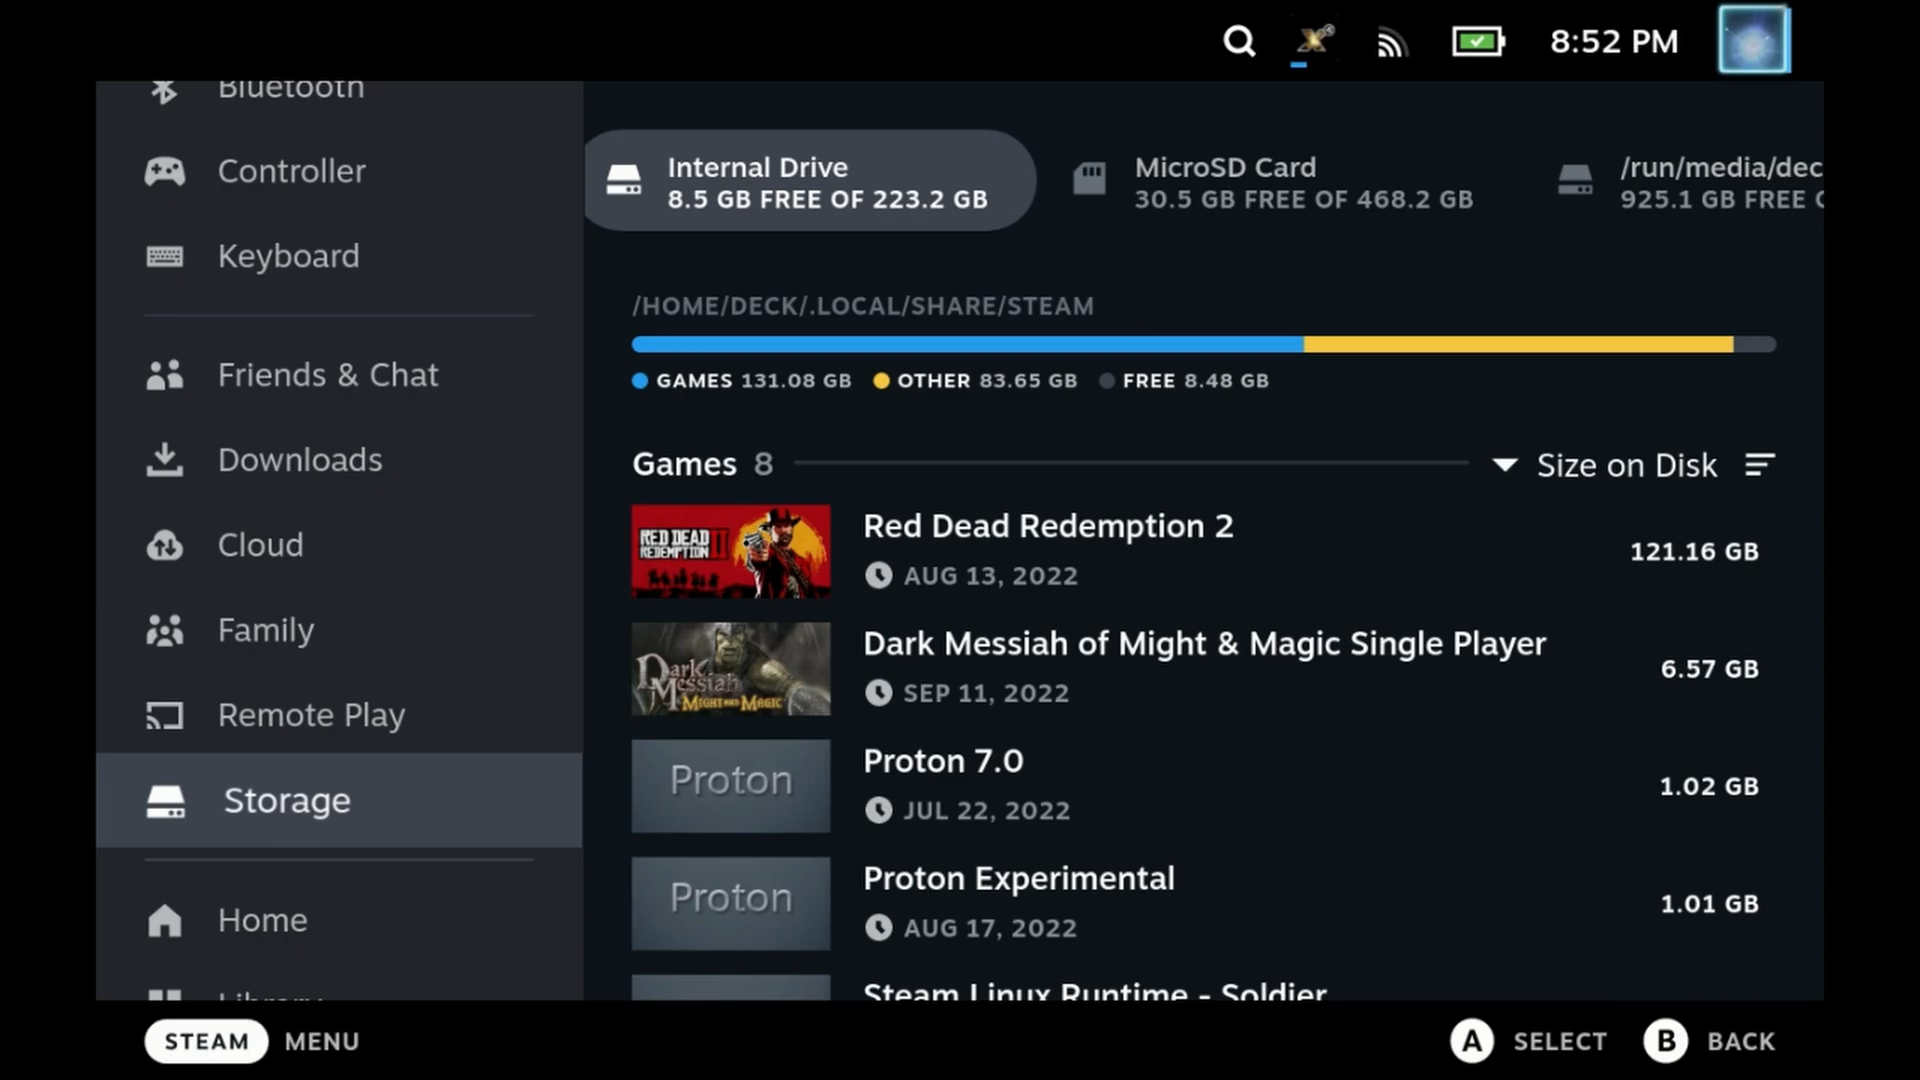 8:52 PM
Bluetooth
Controller
Keyboard
Friends & Chat
Downloads
Cloud
Family
Remote Play
Storage
Home
Library
Internal Drive
8.5 GB FREE OF 223.2 GB
MicroSD Card
30.5 GB FREE OF 468.2 GB
/run/media/dec
925.1 GB FREE
/HOME/DECK/.LOCAL/SHARE/STEAM
GAMES 131.08 GB OTHER 83.65 GB FREE 8.48 GB
Games 8
Size on Disk
RED DEAD
REDEMPTION II
Red Dead Redemption 2
AUG 13, 2022
121.16 GB
Dark
Messiah
MIGHT AND MAGIC
Dark Messiah of Might & Magic Single Player
SEP 11, 2022
6.57 GB
Proton
Proton 7.0
JUL 22, 2022
1.02 GB
Proton
Proton Experimental
AUG 17, 2022
1.01 GB
Steam Linux Runtime - Soldier
STEAM MENU
A SELECT B BACK